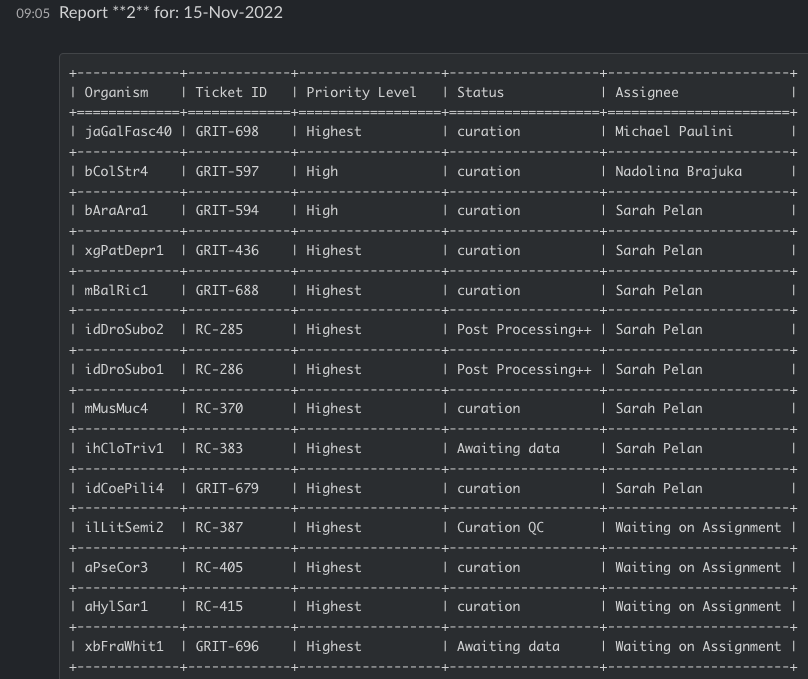 09:05 Report **2** for: 15-Nov-2022
+-------------+------------+------------------+-------------------+-----------------------+
| Organism    | Ticket ID  | Priority Level   | Status            | Assignee              |
+=============+============+==================+===================+=======================+
| jaGalFasc40 | GRIT-698   | Highest          | curation          | Michael Paulini       |
+-------------+------------+------------------+-------------------+-----------------------+
| bColStr4    | GRIT-597   | High             | curation          | Nadolina Brajuka      |
+-------------+------------+------------------+-------------------+-----------------------+
| bAraAra1    | GRIT-594   | High             | curation          | Sarah Pelan           |
+-------------+------------+------------------+-------------------+-----------------------+
| xgPatDepr1  | GRIT-436   | Highest          | curation          | Sarah Pelan           |
+-------------+------------+------------------+-------------------+-----------------------+
| mBalRic1    | GRIT-688   | Highest          | curation          | Sarah Pelan           |
+-------------+------------+------------------+-------------------+-----------------------+
| idDroSubo2  | RC-285     | Highest          | Post Processing++ | Sarah Pelan           |
+-------------+------------+------------------+-------------------+-----------------------+
| idDroSubo1  | RC-286     | Highest          | Post Processing++ | Sarah Pelan           |
+-------------+------------+------------------+-------------------+-----------------------+
| mMusMuc4    | RC-370     | Highest          | curation          | Sarah Pelan           |
+-------------+------------+------------------+-------------------+-----------------------+
| ihCloTriv1  | RC-383     | Highest          | Awaiting data     | Sarah Pelan           |
+-------------+------------+------------------+-------------------+-----------------------+
| idCoePili4  | GRIT-679   | Highest          | curation          | Sarah Pelan           |
+-------------+------------+------------------+-------------------+-----------------------+
| ilLitSemi2  | RC-387     | Highest          | Curation QC       | Waiting on Assignment |
+-------------+------------+------------------+-------------------+-----------------------+
| aPseCor3    | RC-405     | Highest          | curation          | Waiting on Assignment |
+-------------+------------+------------------+-------------------+-----------------------+
| aHylSar1    | RC-415     | Highest          | curation          | Waiting on Assignment |
+-------------+------------+------------------+-------------------+-----------------------+
| xbFraWhit1  | GRIT-696   | Highest          | Awaiting data     | Waiting on Assignment |
+-------------+------------+------------------+-------------------+-----------------------+